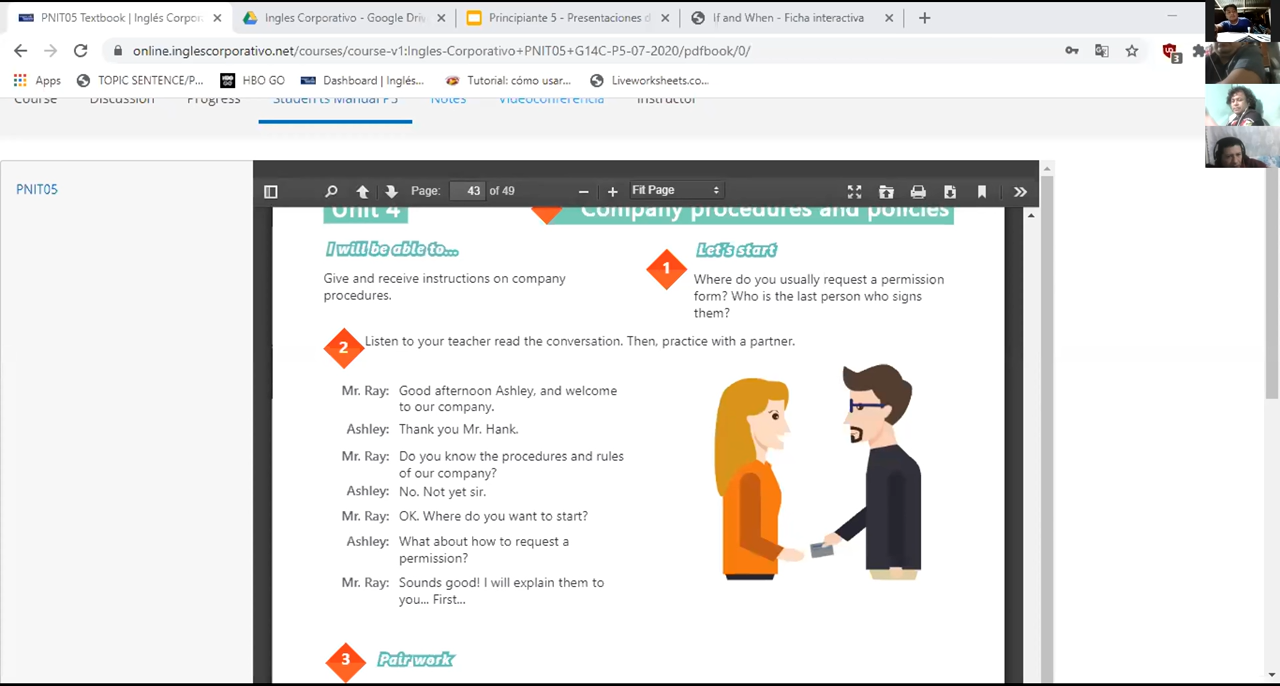 PNIT05 Textbook | Inglés Corpor
Ingles Corporativo - Google Driv
Principiante 5 - Presentaciones d
If and When - Ficha interactiva
online.inglescorporativo.net/courses/course-v1:Ingles-Corporativo+PNIT05+G14C-P5-07-2020/pdfbook/0/
3
Apps
TOPIC SENTENCE/P...
HBO GO
Dashboard | Inglés...
Tutorial: cómo usar...
Liveworksheets.co...
Course
Discussion
Progress
Students Manual P5
Notes
Videoconferencia
Instructor
PNIT05
Page: 43 of 49
Fit Page
Unit 4
Company procedures and policies
I will be able to...
Give and receive instructions on company
procedures.
1
Let's start
Where do you usually request a permission
form? Who is the last person who signs
them?
2
Listen to your teacher read the conversation. Then, practice with a partner.
Mr. Ray: Good afternoon Ashley, and welcome
to our company.
Ashley: Thank you Mr. Hank.
Mr. Ray: Do you know the procedures and rules
of our company?
Ashley: No. Not yet sir.
Mr. Ray: OK. Where do you want to start?
Ashley: What about how to request a
permission?
Mr. Ray: Sounds good! I will explain them to
you... First...
3
Pair work